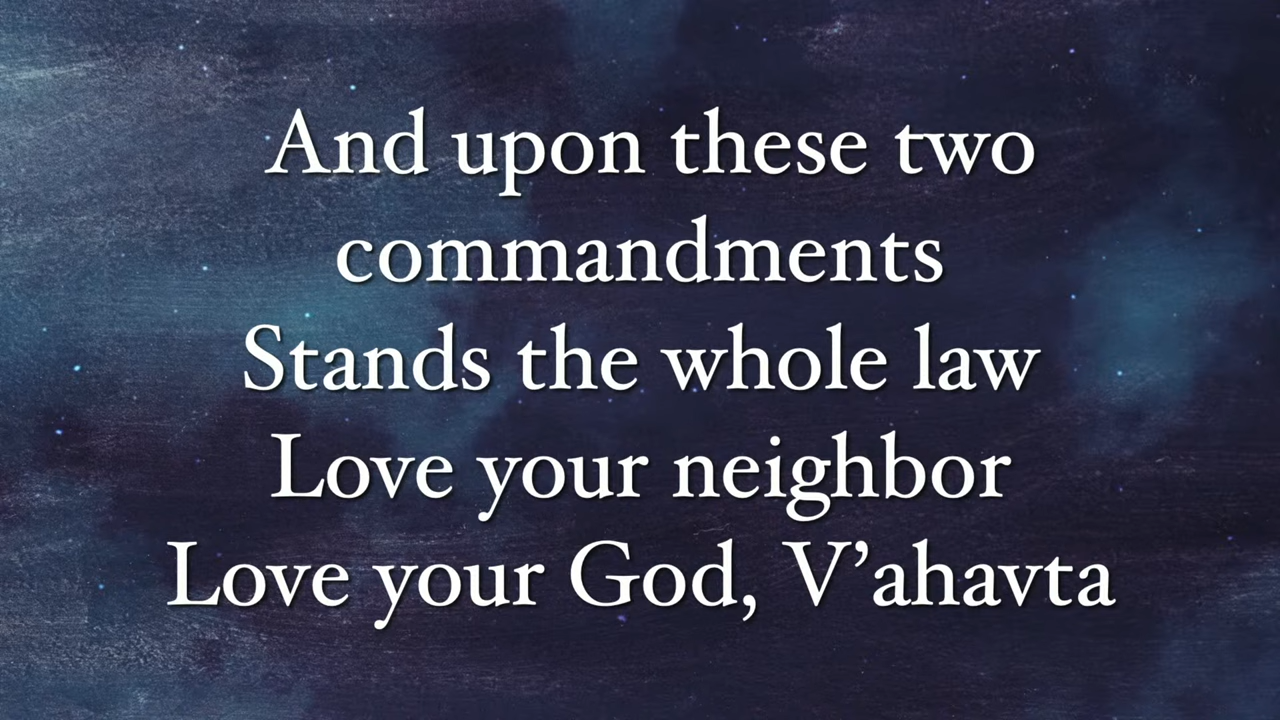 And upon these two
commandments
Stands the whole law
Love your neighbor
Love your God, V’ahavta